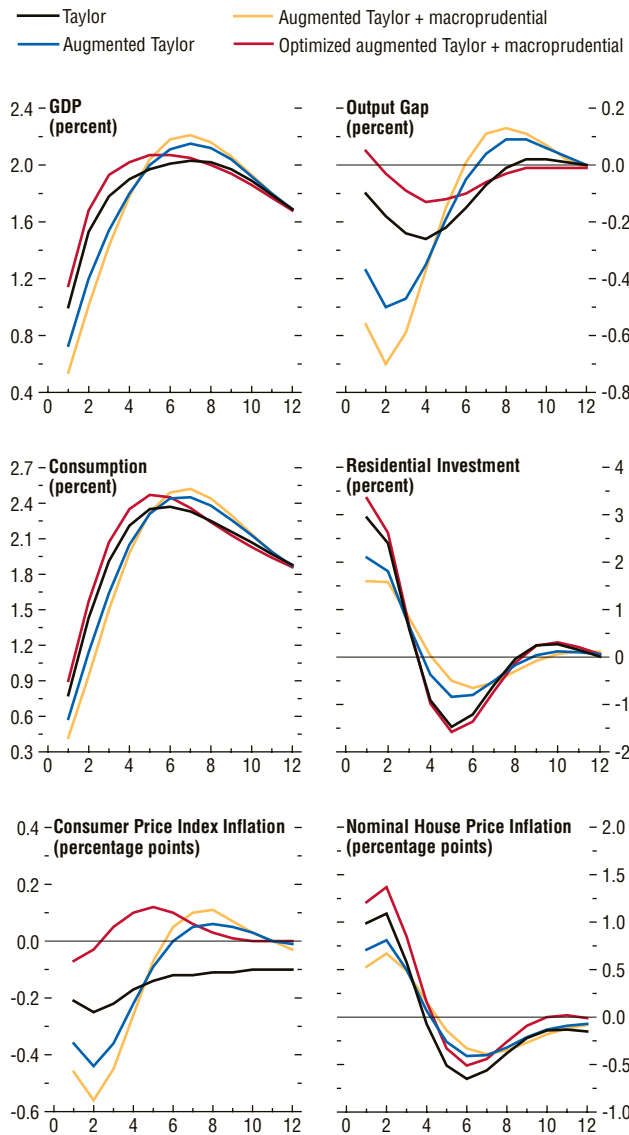 Taylor
Augmented Taylor + macroprudential
Augmented Taylor
Optimized augmented Taylor + macroprudential
GDP
(percent)
2.4
2.0
1.6
1.2
0.8
0.4
0 2 4 6 8 10 12
Output Gap
(percent)
0.2
0.0
-0.2
-0.4
-0.6
-0.8
0 2 4 6 8 10 12
Consumption
(percent)
2.7
2.4
2.1
1.8
1.5
1.2
0.9
0.6
0.3
0 2 4 6 8 10 12
Residential Investment
(percent)
4
3
2
1
0
-1
-2
0 2 4 6 8 10 12
Consumer Price Index Inflation
(percentage points)
0.4
0.2
0.0
-0.2
-0.4
-0.6
0 2 4 6 8 10 12
Nominal House Price Inflation
(percentage points)
2.0
1.5
1.0
0.5
0.0
-0.5
-1.0
0 2 4 6 8 10 12